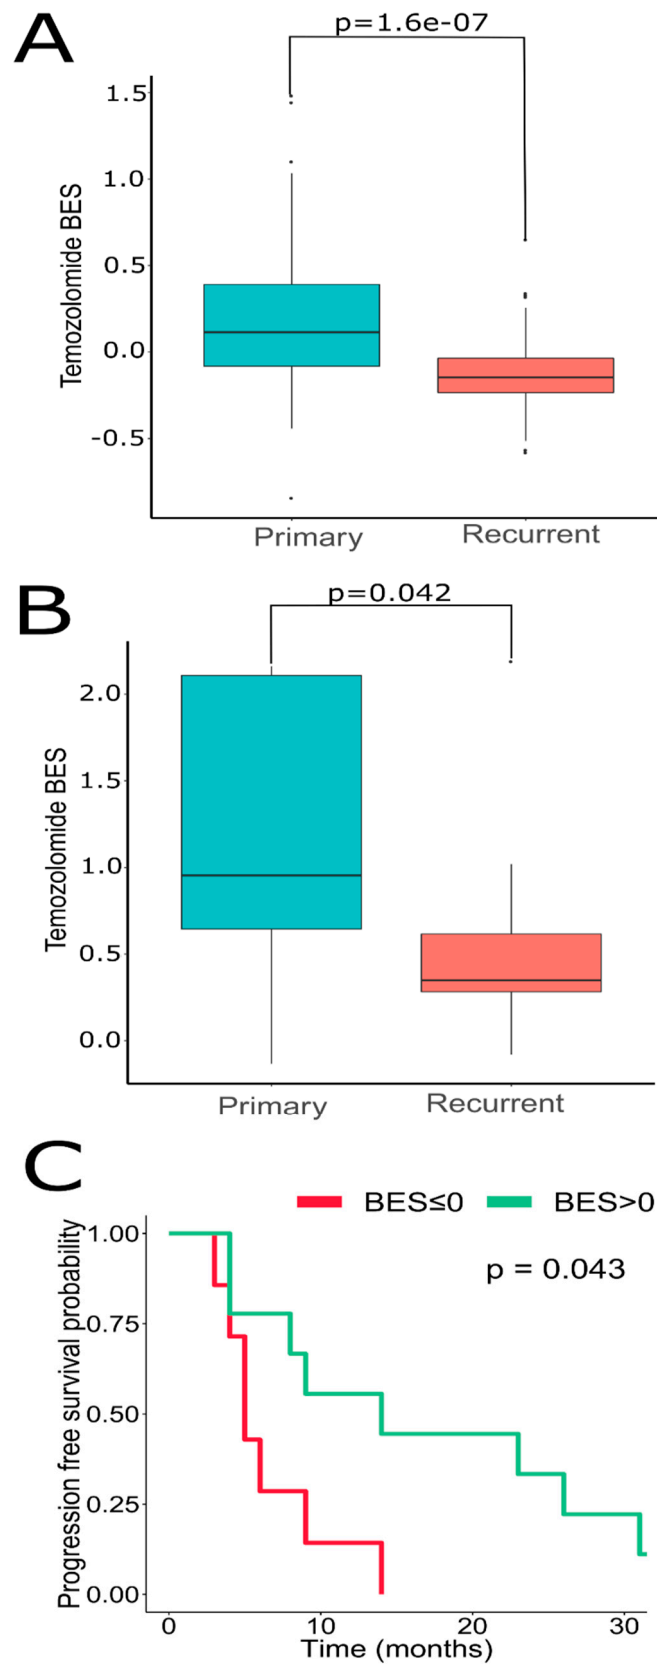 A
p=1.6e-07
Temozolomide BES
1.5
1.0
0.5
0.0
-0.5
Primary
Recurrent
B
p=0.042
Temozolomide BES
2.0
1.5
1.0
0.5
0.0
Primary
Recurrent
C
BES≤0
BES>0
p = 0.043
Progression free survival probability
1.00
0.75
0.50
0.25
0.00
0
10
20
30
Time (months)